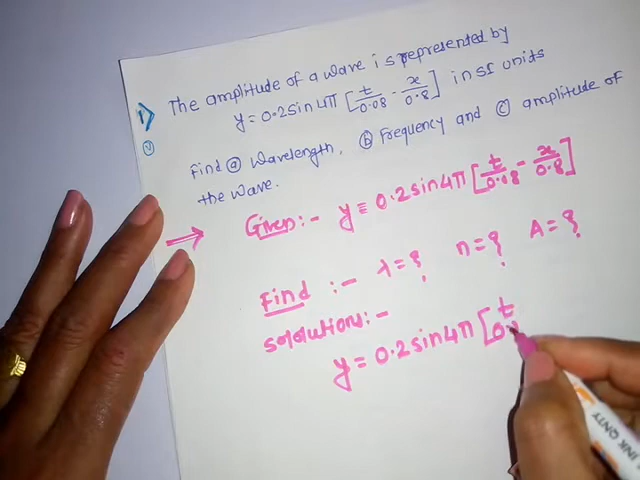 1) The amplitude of a wave is represented by
y = 0.2 sin 4π [t/0.08 - x/0.8] in SI units
Find ⓐ wavelength, ⓑ Frequency and ⓒ amplitude of
the wave.
→ Given:- y = 0.2 sin 4π [t/0.08 - x/0.8]
Find :- λ = ? n = ? A = ?
Solution:-
y = 0.2 sin 4π [t/0.
INK QNTY